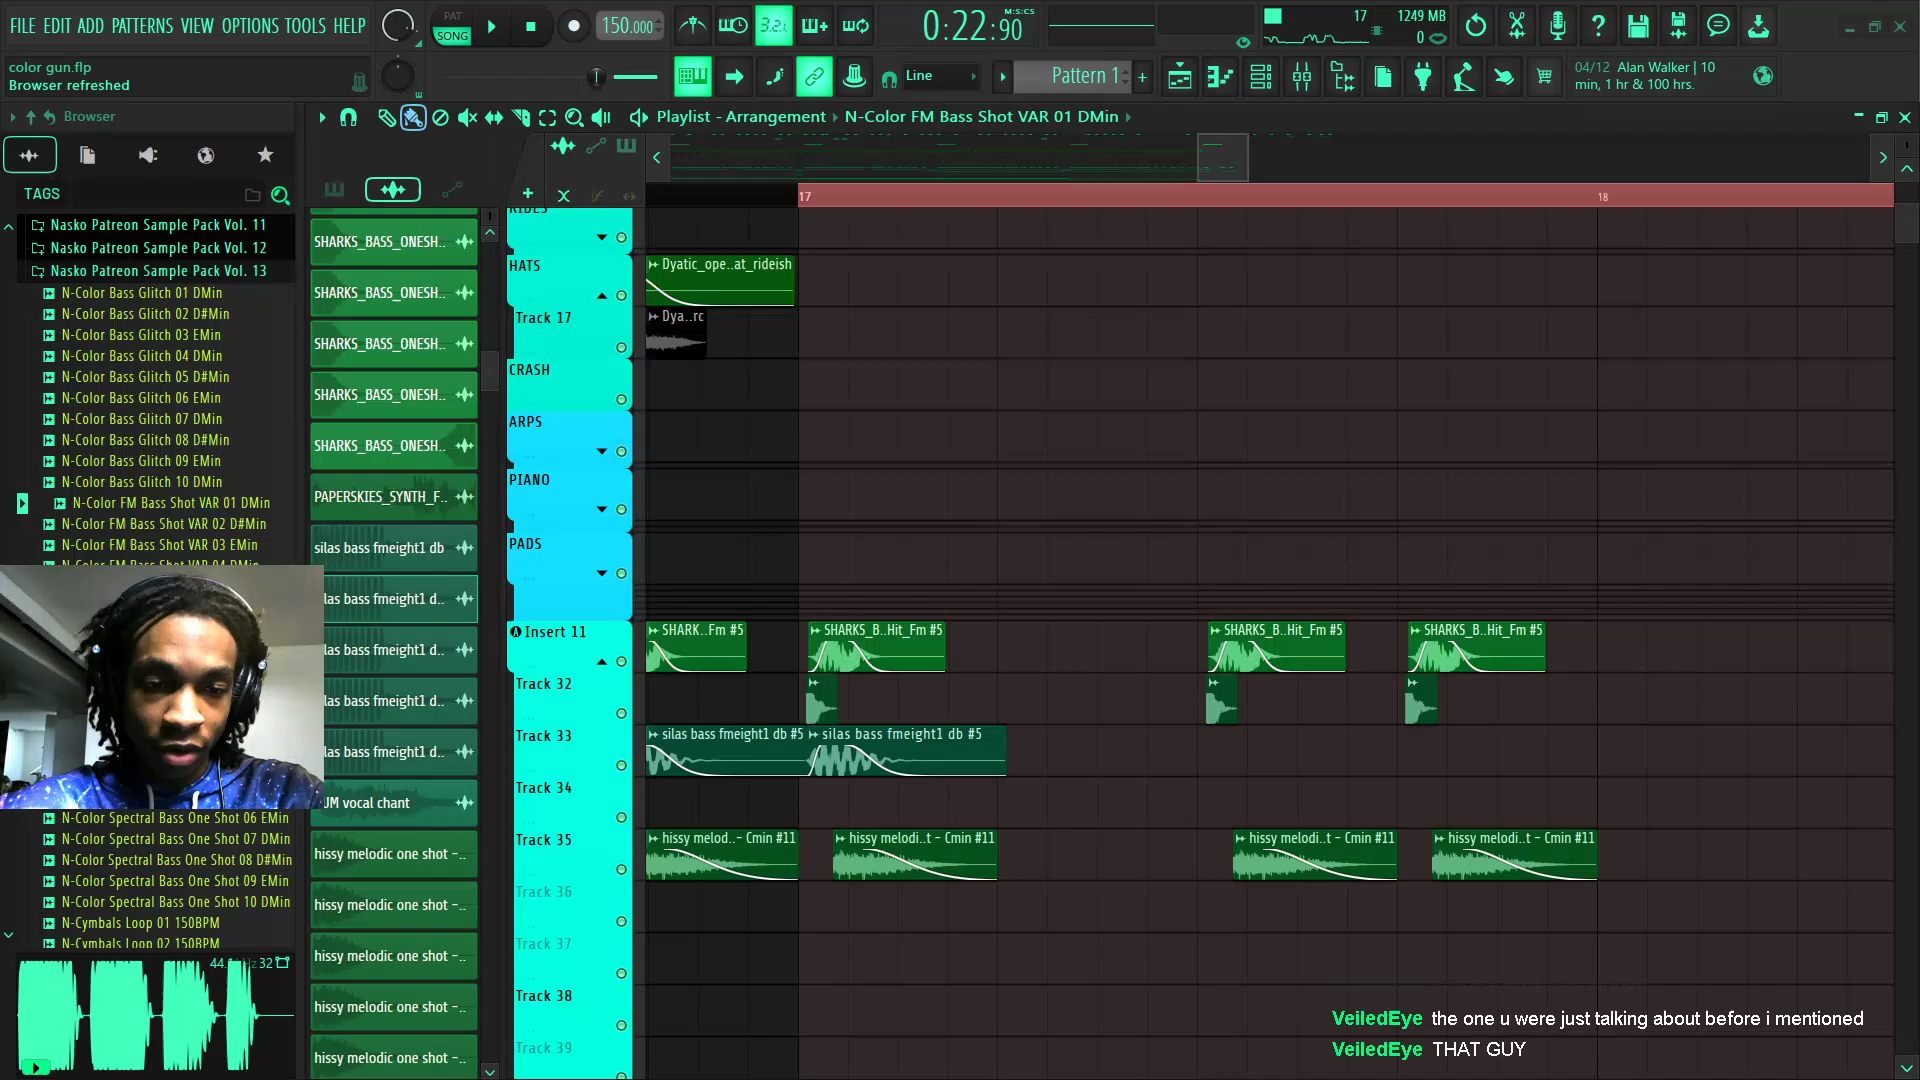 FILE EDIT ADD PATTERNS VIEW OPTIONS TOOLS HELP
PAT
SONG
150.000
3.2.1
0:22:90
M:S:CS
17
1249 MB
0
color gun.flp
Browser refreshed
Line
Pattern 1
04/12 Alan Walker | 10
min, 1 hr & 100 hrs.
Browser
Playlist - Arrangement
N-Color FM Bass Shot VAR 01 DMin
TAGS
Nasko Patreon Sample Pack Vol. 11
Nasko Patreon Sample Pack Vol. 12
Nasko Patreon Sample Pack Vol. 13
N-Color Bass Glitch 01 DMin
N-Color Bass Glitch 02 D#Min
N-Color Bass Glitch 03 EMin
N-Color Bass Glitch 04 DMin
N-Color Bass Glitch 05 D#Min
N-Color Bass Glitch 06 EMin
N-Color Bass Glitch 07 DMin
N-Color Bass Glitch 08 D#Min
N-Color Bass Glitch 09 EMin
N-Color Bass Glitch 10 DMin
N-Color FM Bass Shot VAR 01 DMin
N-Color FM Bass Shot VAR 02 D#Min
N-Color FM Bass Shot VAR 03 EMin
N-Color FM Bass Shot VAR 04 DMin
N-Color Spectral Bass One Shot 06 EMin
N-Color Spectral Bass One Shot 07 DMin
N-Color Spectral Bass One Shot 08 D#Min
N-Color Spectral Bass One Shot 09 EMin
N-Color Spectral Bass One Shot 10 DMin
N-Cymbals Loop 01 150BPM
N-Cymbals Loop 02 150BPM
32
SHARKS_BASS_ONESH..
SHARKS_BASS_ONESH..
SHARKS_BASS_ONESH..
SHARKS_BASS_ONESH..
SHARKS_BASS_ONESH..
PAPERSKIES_SYNTH_F..
silas bass fmeight1 db
ilas bass fmeight1 d..
ilas bass fmeight1 d..
ilas bass fmeight1 d..
ilas bass fmeight1 d..
UM vocal chant
hissy melodic one shot -..
hissy melodic one shot -..
hissy melodic one shot -..
hissy melodic one shot -..
hissy melodic one shot -..
17
18
RIDES
HATS
Dyatic_ope..at_rideish
Track 17
Dya..rc
CRASH
ARPS
PIANO
PADS
Insert 11
SHARK..Fm #5
SHARKS_B..Hit_Fm #5
SHARKS_B..Hit_Fm #5
SHARKS_B..Hit_Fm #5
Track 32
Track 33
silas bass fmeight1 db #5
silas bass fmeight1 db #5
Track 34
Track 35
hissy melod..- Cmin #11
hissy melodi..t - Cmin #11
hissy melodi..t - Cmin #11
hissy melodi..t - Cmin #11
Track 36
Track 37
Track 38
Track 39
VeiledEye the one u were just talking about before i mentioned
VeiledEye THAT GUY